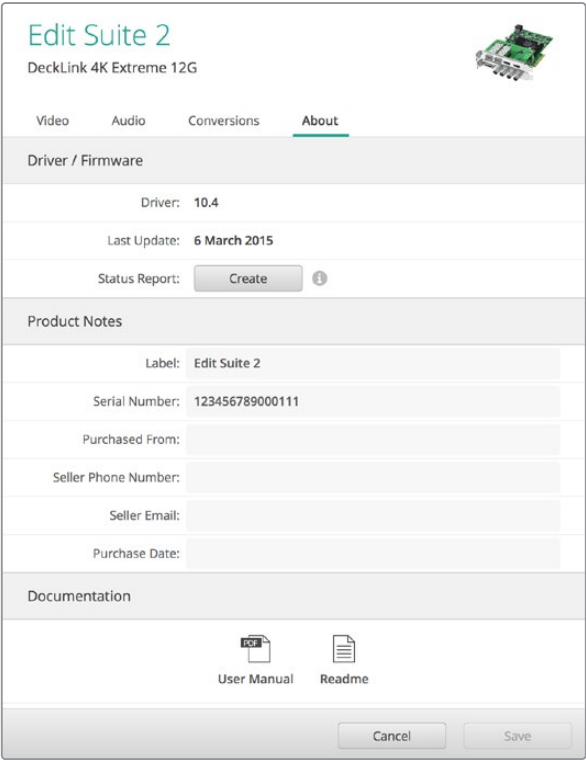 Edit Suite 2
DeckLink 4K Extreme 12G
Video Audio Conversions About
Driver / Firmware
Driver: 10.4
Last Update: 6 March 2015
Status Report: Create
Product Notes
Label: Edit Suite 2
Serial Number: 123456789000111
Purchased From:
Seller Phone Number:
Seller Email:
Purchase Date:
Documentation
PDF
User Manual Readme
Cancel Save